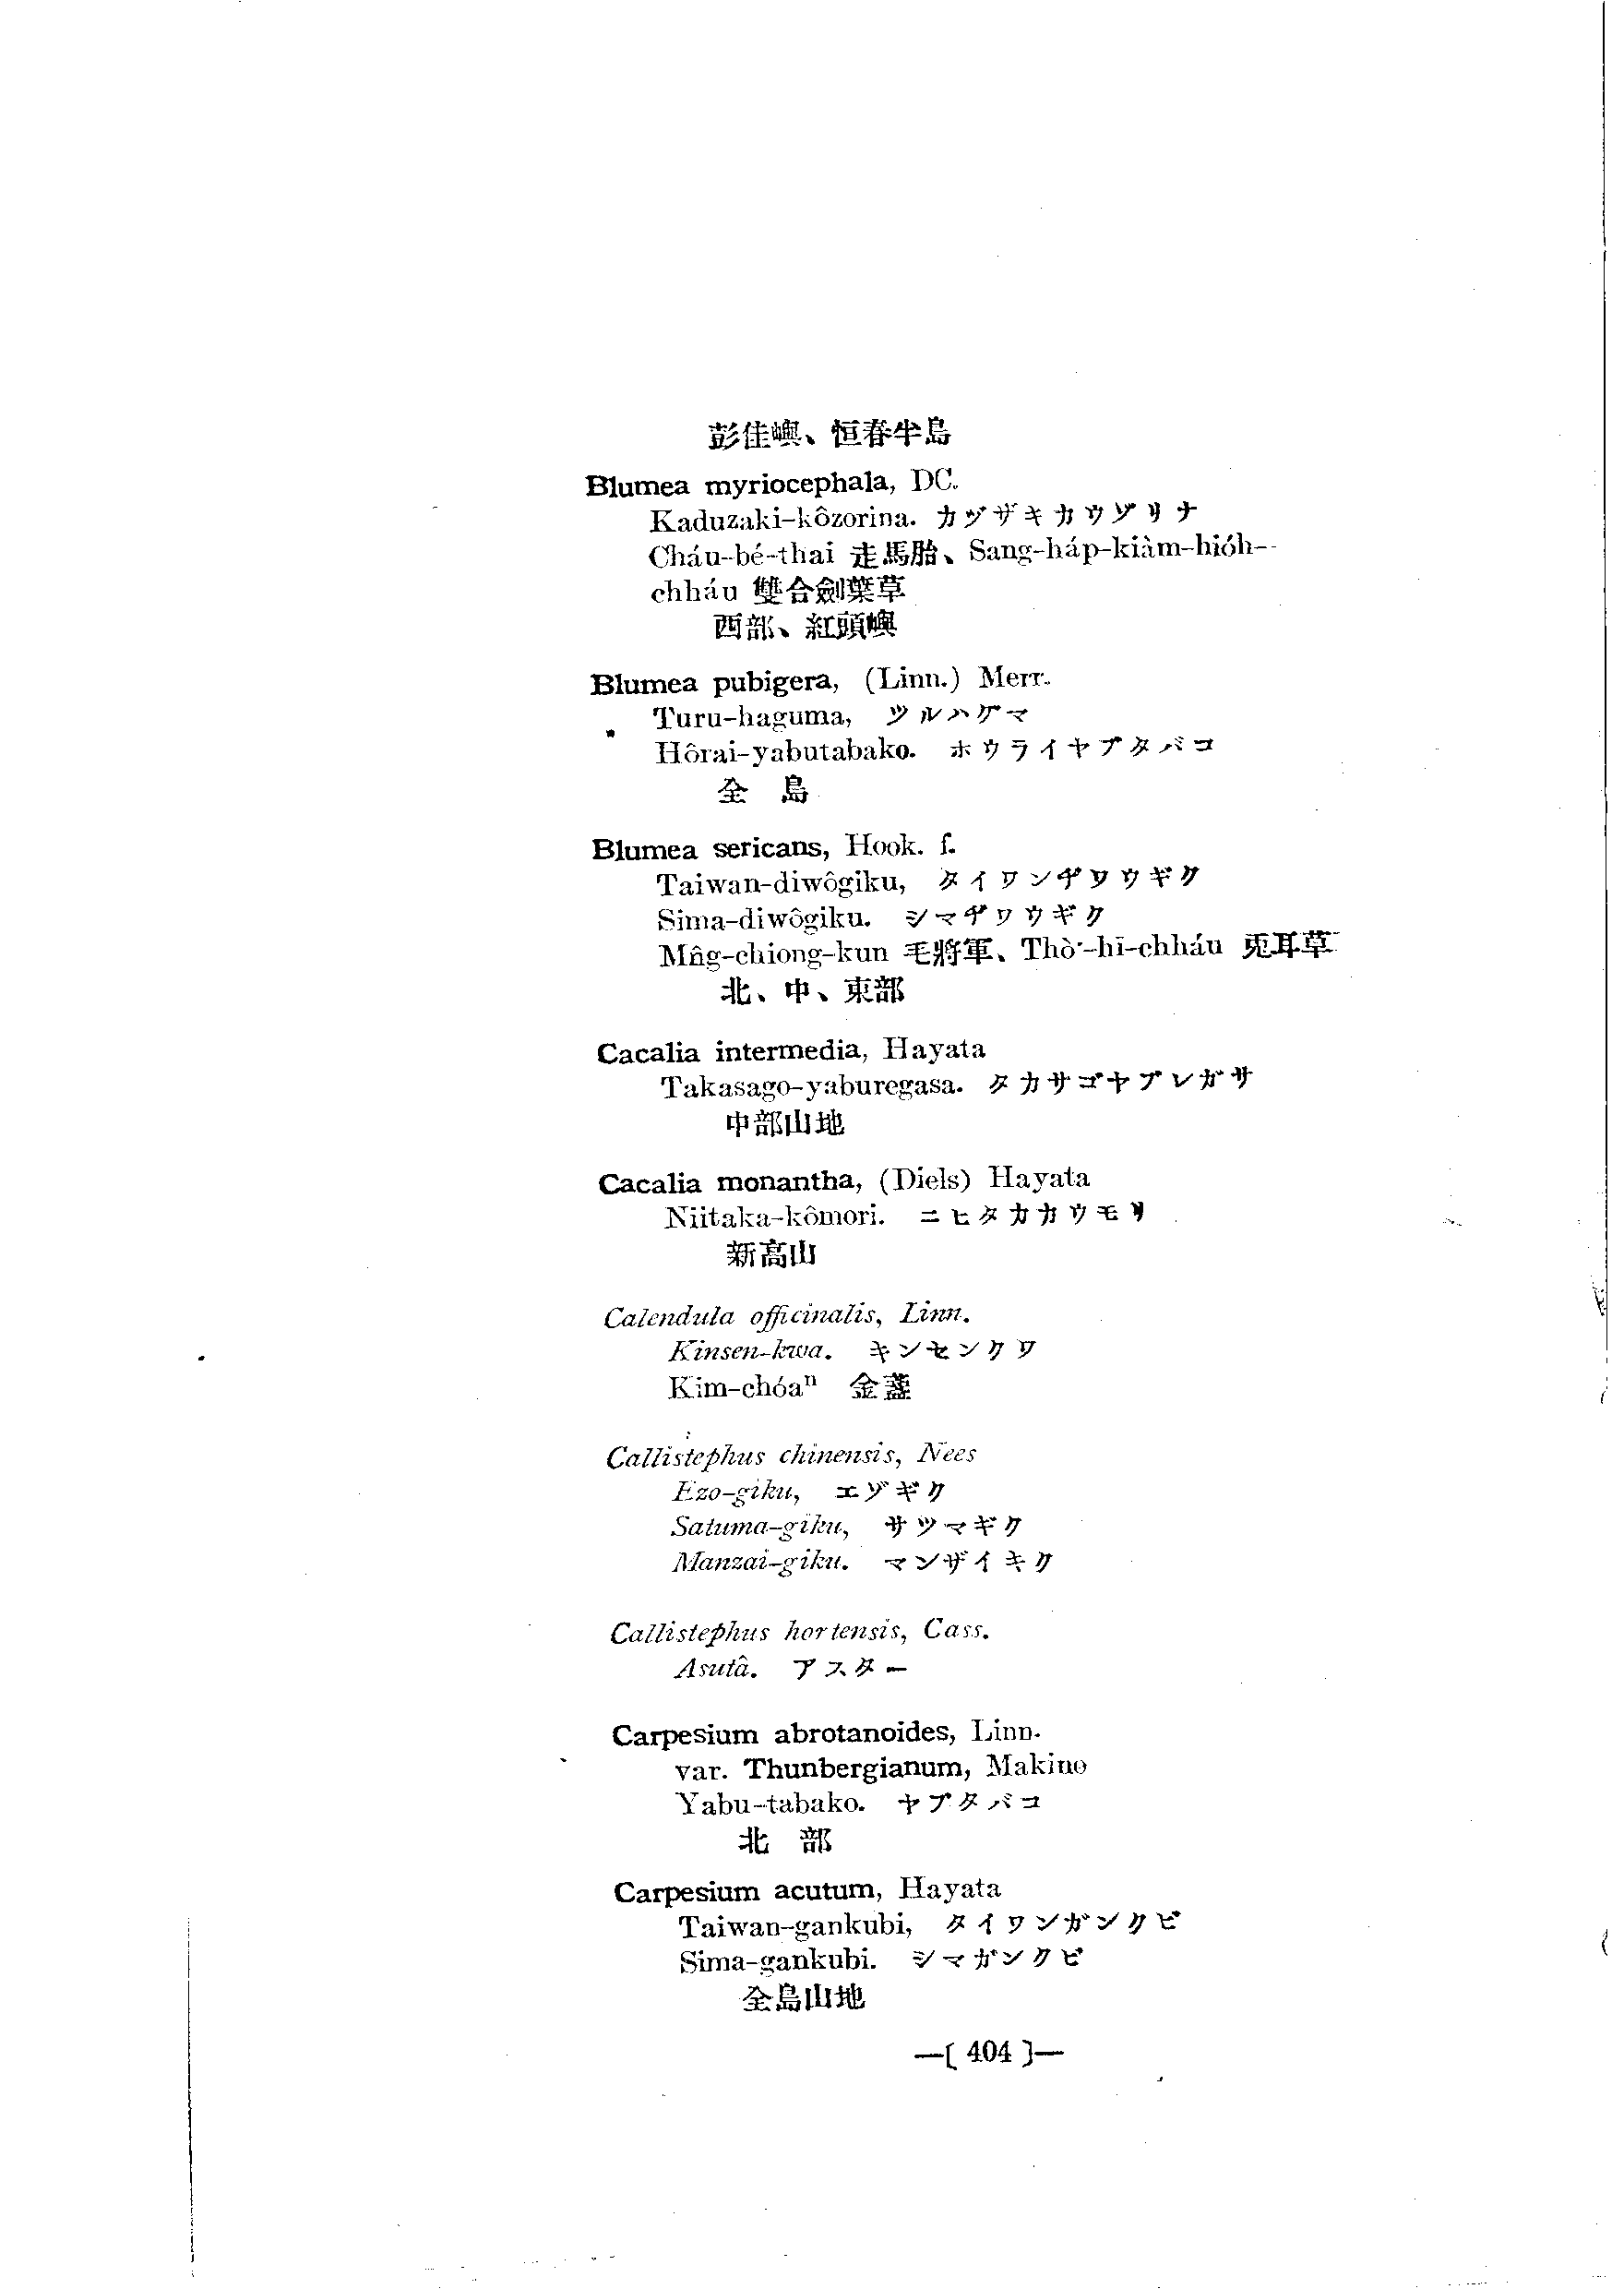 彭佳嶼、恒春半島
Blumea myriocephala, DC.
Kaduzaki-kôzorina. カヅザキカウゾリナ
Cháu-bé-thai 走馬胎、Sang-háp-kiàm-hióh-
chháu 雙合劍葉草
西部、紅頭嶼
Blumea pubigera, (Linn.) Merr.
Turu-haguma, ツルハグマ
Hôrai-yabutabako. ホウライヤブタバコ
全 島
Blumea sericans, Hook. f.
Taiwan-diwôgiku, タイワンヂワウギク
Sima-diwôgiku. シマヂワウギク
Mn̂g-chiong-kun 毛將軍、Thò·-hī-chháu 兎耳草
北、中、東部
Cacalia intermedia, Hayata
Takasago-yaburegasa. タカサゴヤブレガサ
中部山地
Cacalia monantha, (Diels) Hayata
Niitaka-kômori. ニヒタカカウモリ
新高山
Calendula officinalis, Linn.
Kinsen-kwa. キンセンクワ
Kim-chóaⁿ 金盞
Callistephus chinensis, Nees
Ezo-giku, エゾギク
Satuma-giku, サツマギク
Manzai-giku. マンザイキク
Callistephus hortensis, Cass.
Asutâ. アスター
Carpesium abrotanoides, Linn.
var. Thunbergianum, Makino
Yabu-tabako. ヤブタバコ
北 部
Carpesium acutum, Hayata
Taiwan-gankubi, タイワンガンクビ
Sima-gankubi. シマガンクビ
全島山地
—[ 404 ]—